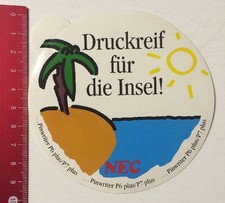 Druckreif
für
die Insel!
NEC
Pinwriter P6 plus/P7 plus
Pinwriter P6 plus/P7 plus
Pinwriter P6 plus/P7 plus